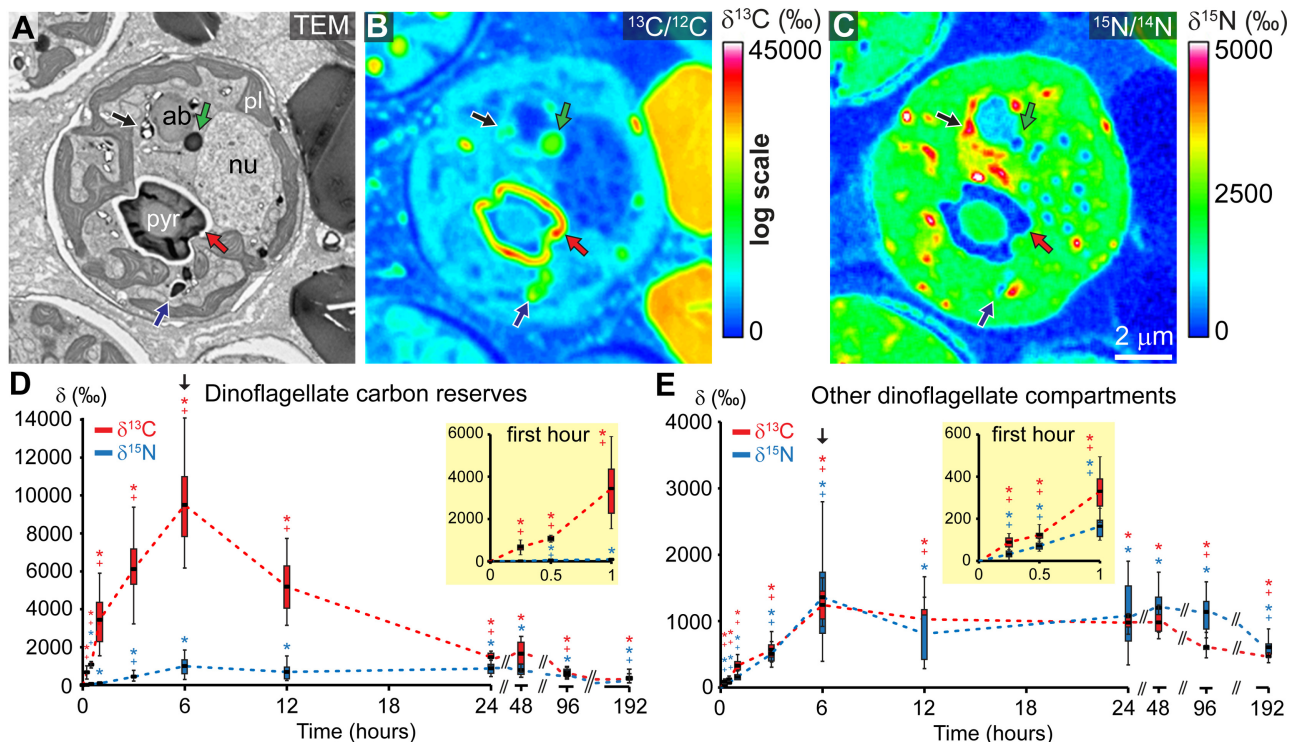 A
TEM
ab
pl
nu
pyr
B
¹³C/¹²C
δ¹³C (‰)
45000
log scale
0
C
¹⁵N/¹⁴N
δ¹⁵N (‰)
5000
2500
0
2 μm
D
δ (‰)
Dinoflagellate carbon reserves
δ¹³C
δ¹⁵N
14000
12000
10000
8000
6000
4000
2000
0
first hour
6000
4000
2000
0
0 0.5 1
0 6 12 18 24 48 96 192
Time (hours)
E
δ (‰)
Other dinoflagellate compartments
δ¹³C
δ¹⁵N
4000
3000
2000
1000
0
first hour
600
400
200
0
0 0.5 1
0 6 12 18 24 48 96 192
Time (hours)